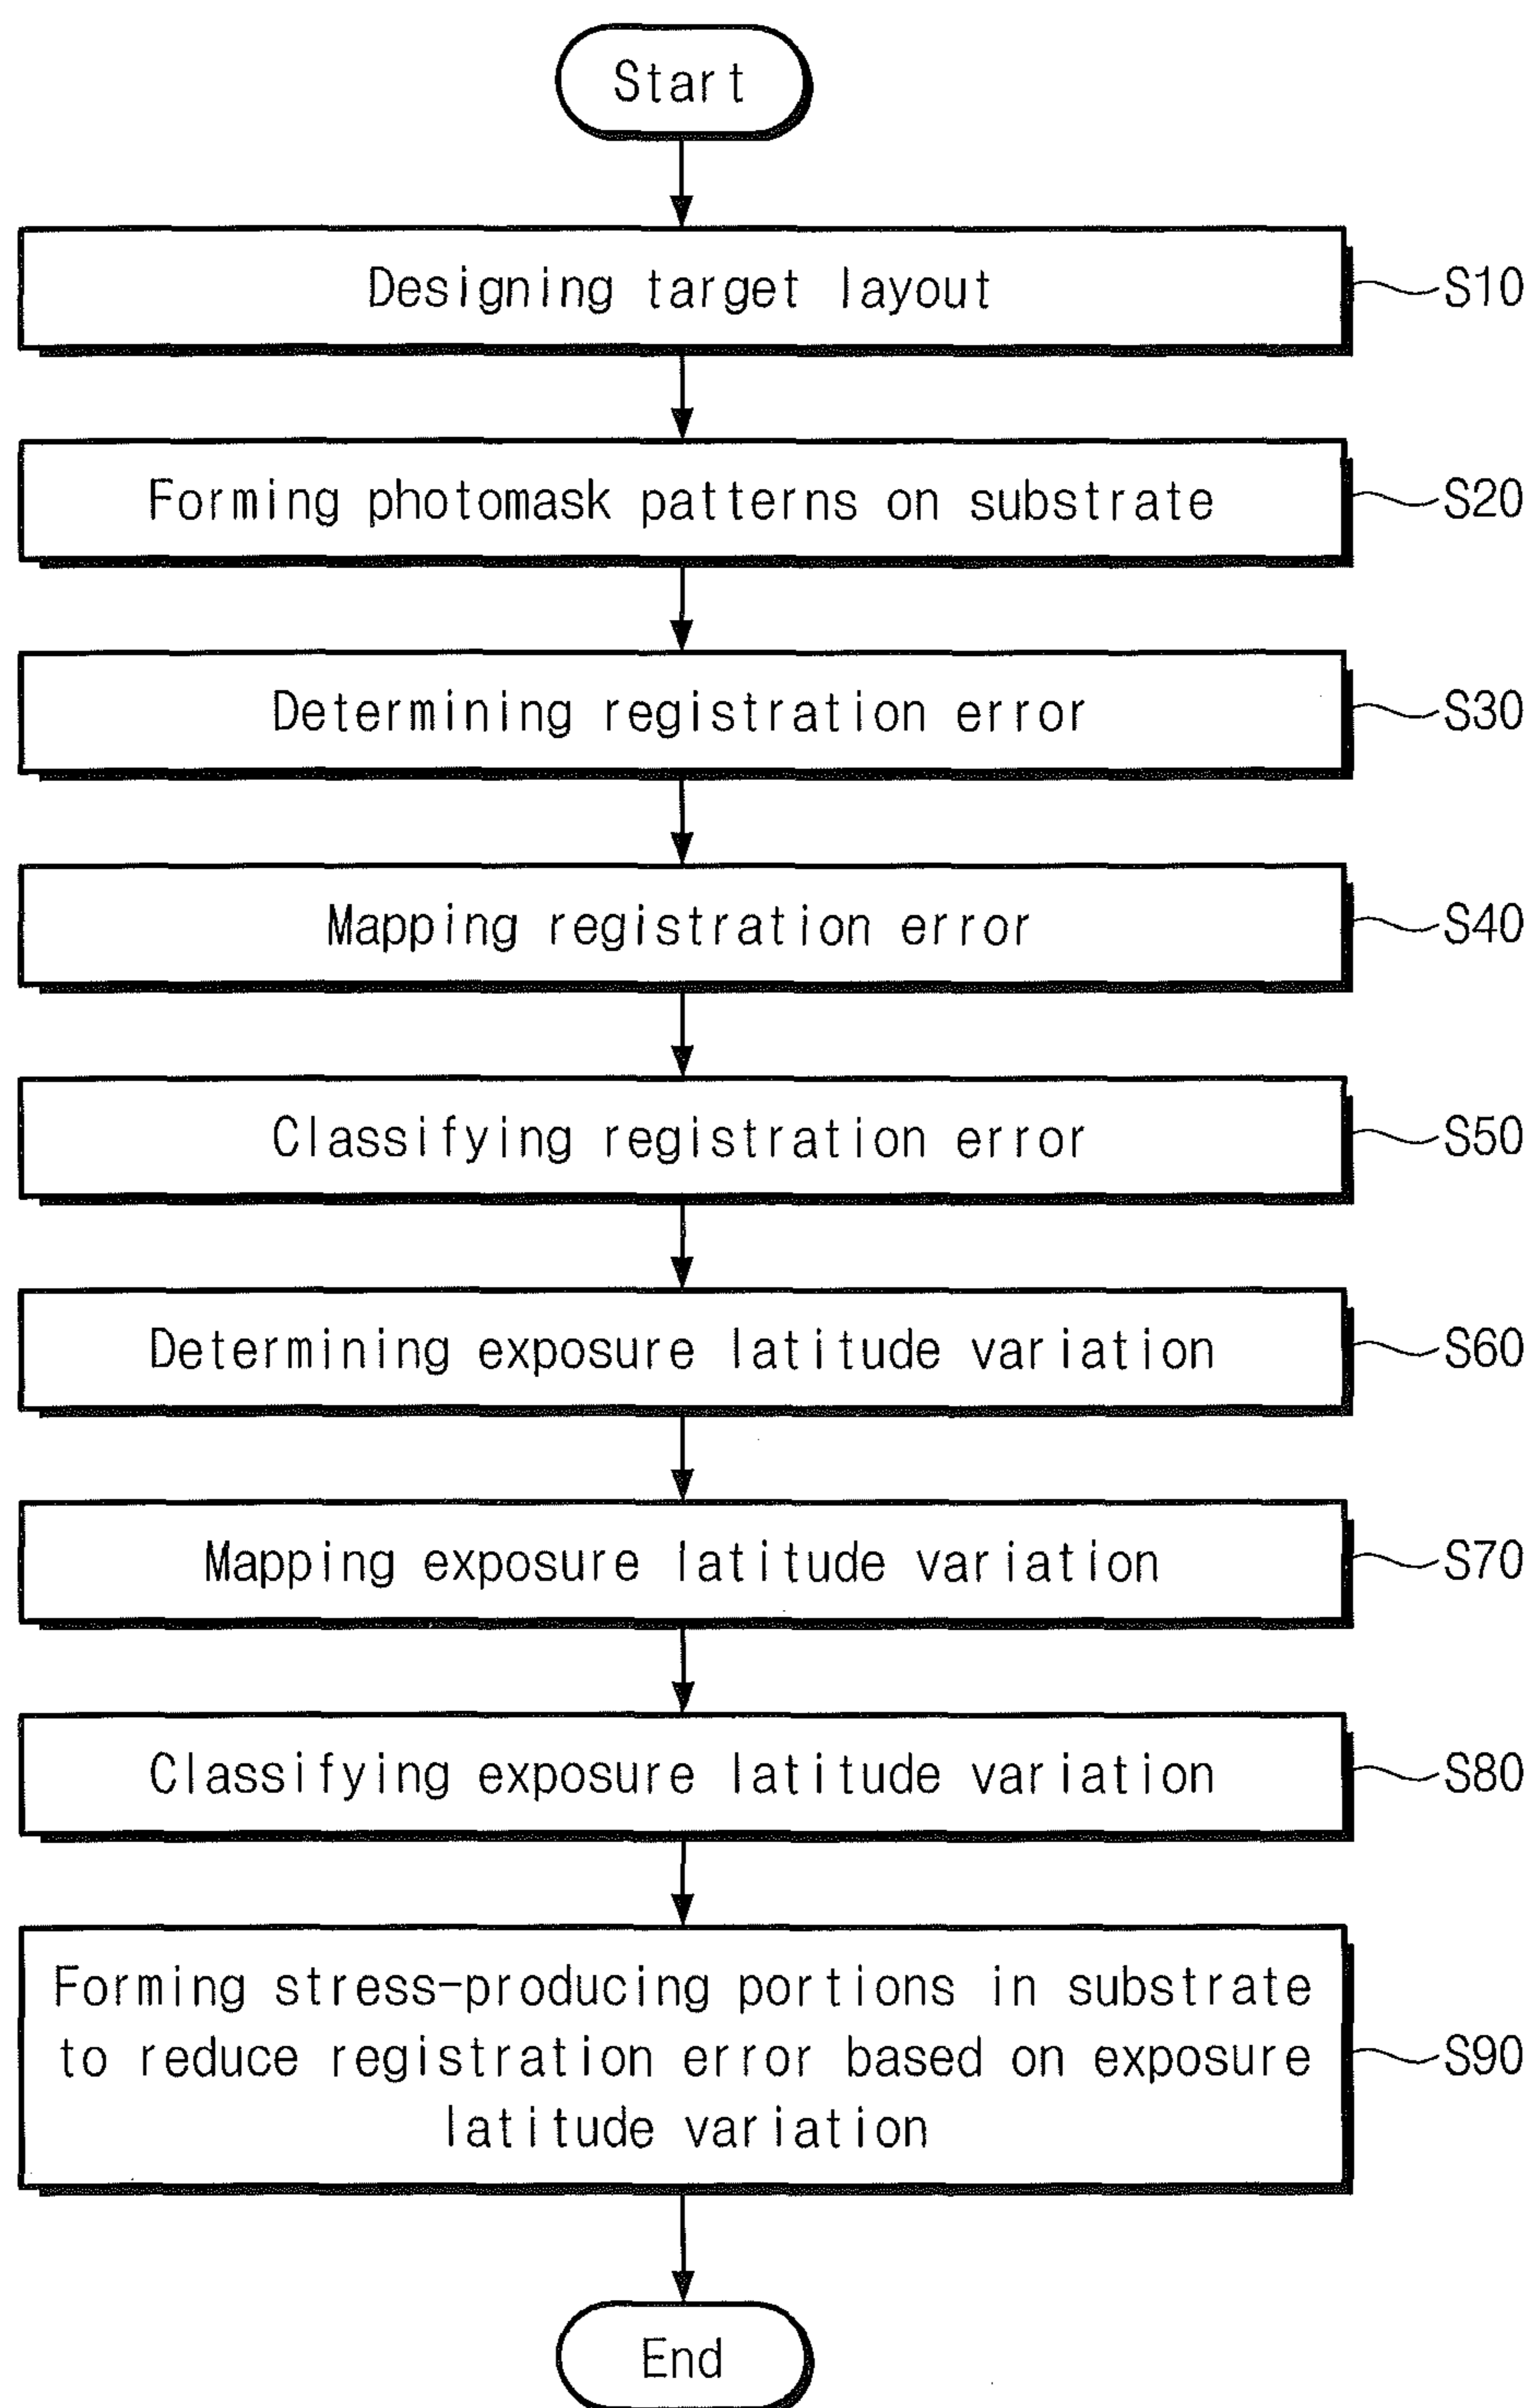 Start
Designing target layout
S10
Forming photomask patterns on substrate
S20
Determining registration error
S30
Mapping registration error
S40
Classifying registration error
S50
Determining exposure latitude variation
S60
Mapping exposure latitude variation
S70
Classifying exposure latitude variation
S80
Forming stress-producing portions in substrate
to reduce registration error based on exposure
latitude variation
S90
End